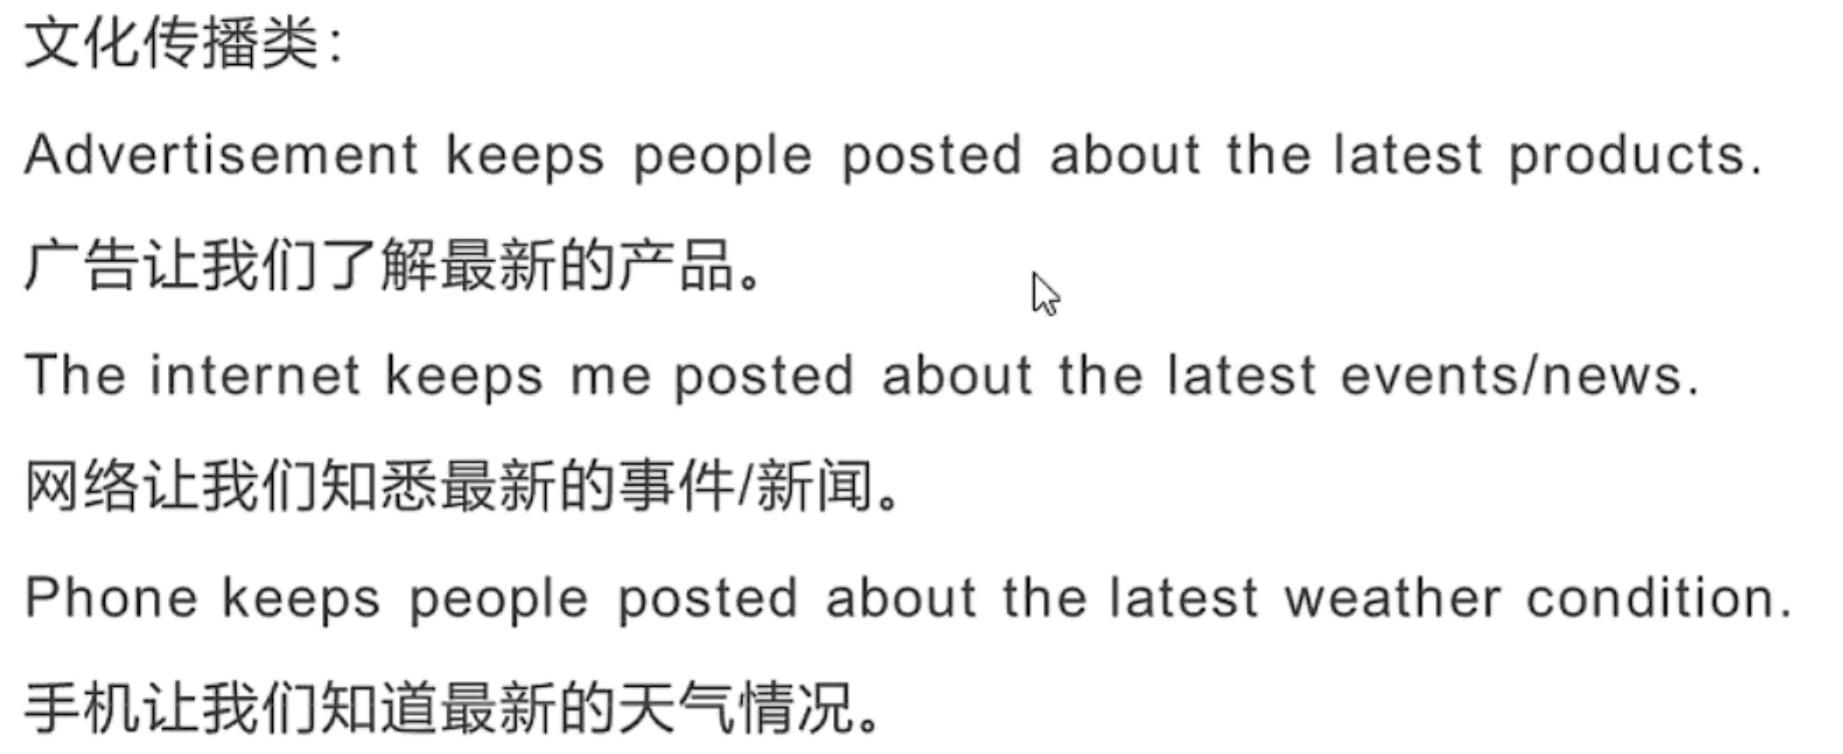 文化传播类：
Advertisement keeps people posted about the latest products.
广告让我们了解最新的产品。
The internet keeps me posted about the latest events/news.
网络让我们知悉最新的事件/新闻。
Phone keeps people posted about the latest weather condition.
手机让我们知道最新的天气情况。